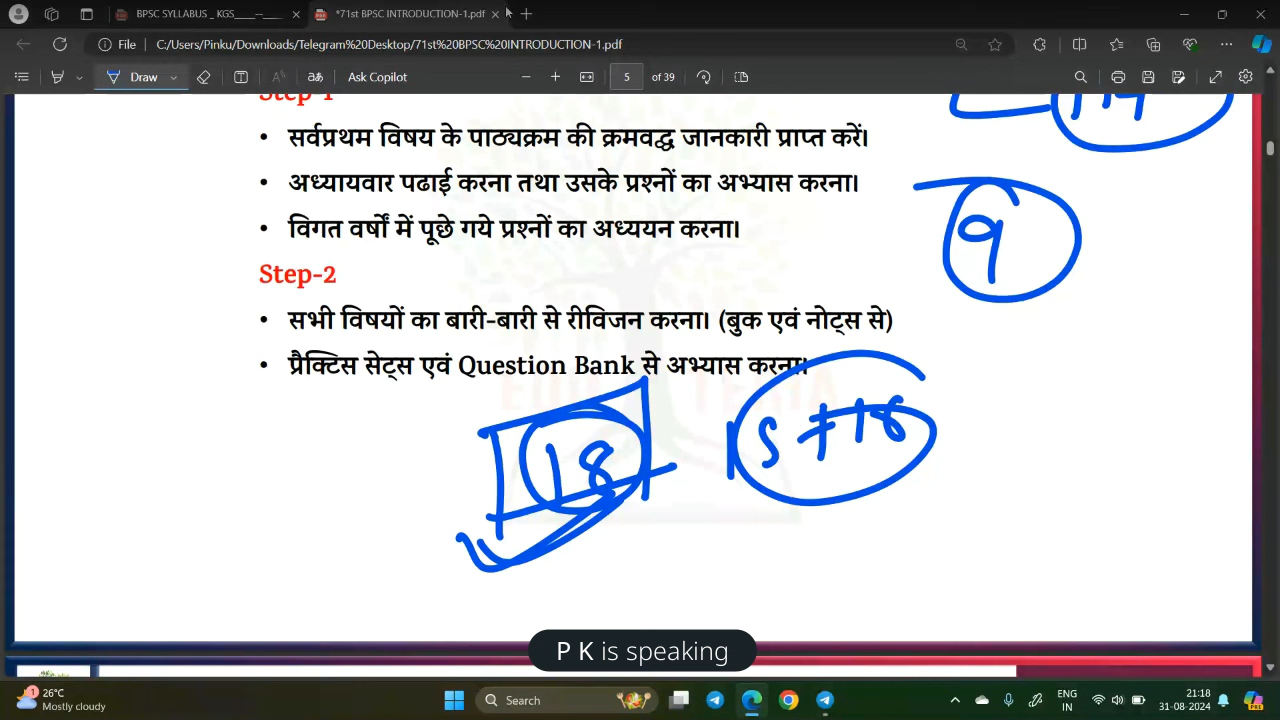 BPSC SYLLABUS _ KGS____--____
*71st BPSC INTRODUCTION-1.pdf
File C:/Users/Pinku/Downloads/Telegram%20Desktop/71st%20BPSC%20INTRODUCTION-1.pdf
Draw aあ Ask Copilot 5 of 39
Step-1
• सर्वप्रथम विषय के पाठ्यक्रम की क्रमवद्ध जानकारी प्राप्त करें।
• अध्यायवार पढाई करना तथा उसके प्रश्नों का अभ्यास करना।
9
• विगत वर्षों में पूछे गये प्रश्नों का अध्ययन करना।
Step-2
• सभी विषयों का बारी-बारी से रीविजन करना। (बुक एवं नोट्स से)
• प्रैक्टिस सेट्स एवं Question Bank से अभ्यास करना।
18
P K is speaking
26°C
Mostly cloudy
Search
ENG
IN
21:18
31-08-2024